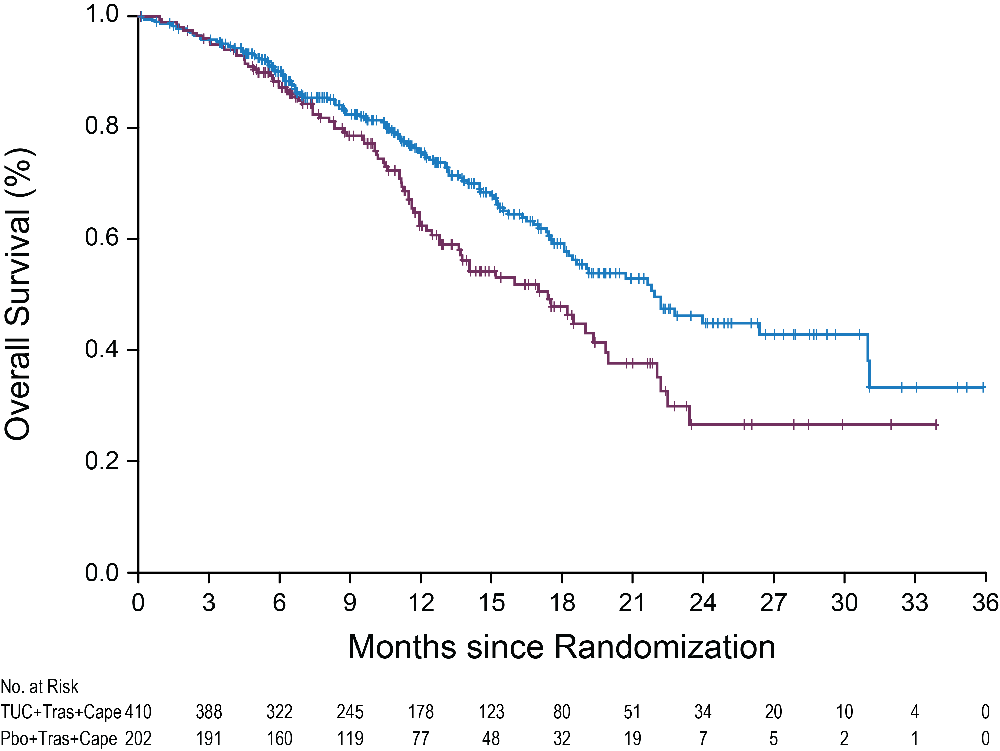 Overall Survival (%)
1.0
0.8
0.6
0.4
0.2
0.0
0 3 6 9 12 15 18 21 24 27 30 33 36
Months since Randomization
No. at Risk
TUC+Tras+Cape 410 388 322 245 178 123 80 51 34 20 10 4 0
Pbo+Tras+Cape 202 191 160 119 77 48 32 19 7 5 2 1 0